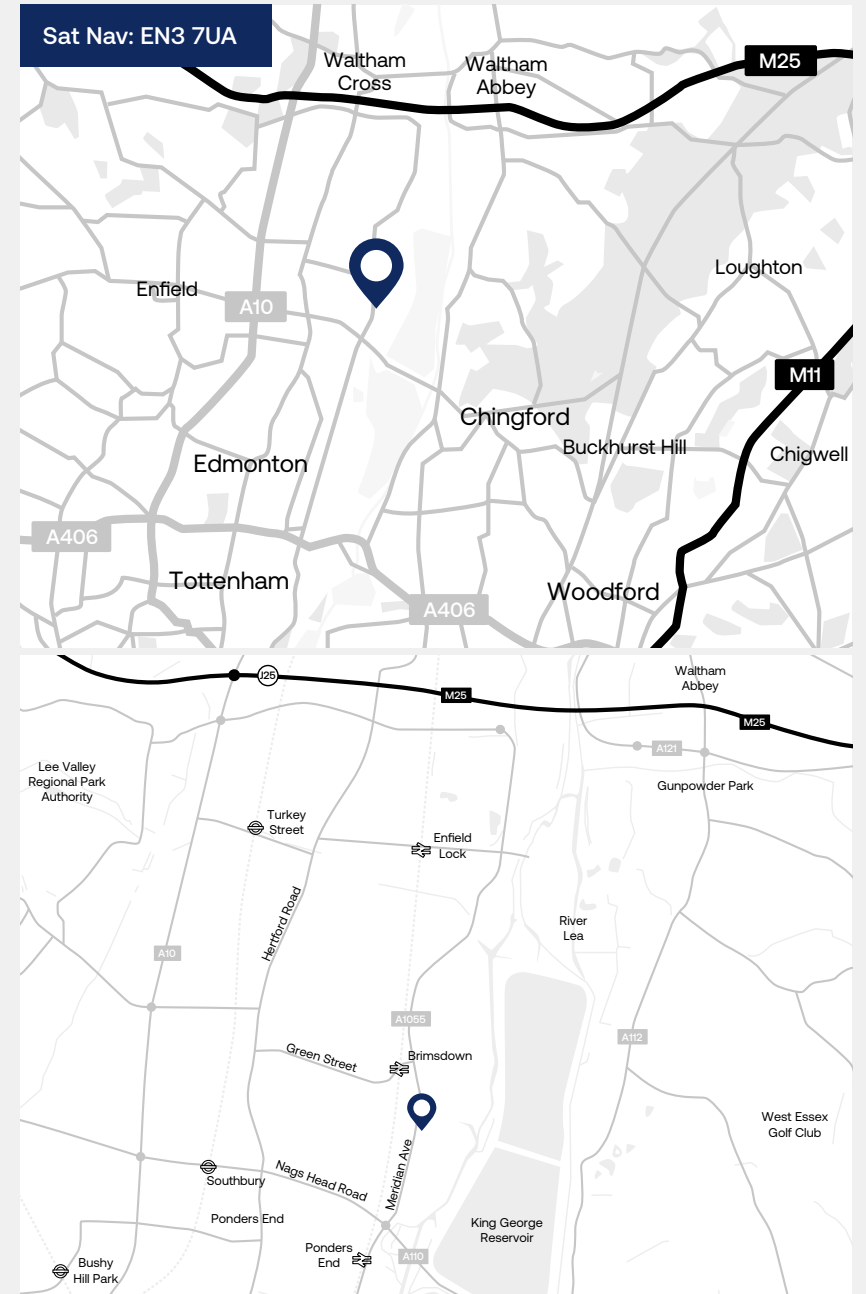 Sat Nav: EN3 7UA
Waltham
Cross
Waltham
Abbey
M25
Loughton
Enfield
A10
M11
Chingford
Buckhurst Hill
Chigwell
Edmonton
A406
Tottenham
Woodford
A406
J25
Waltham
Abbey
M25
M25
A121
Lee Valley
Regional Park
Authority
Gunpowder Park
Turkey
Street
Enfield
Lock
Hertford Road
River
Lea
A10
A1055
A112
Green Street
Brimsdown
West Essex
Golf Club
Meridian Ave
Nags Head Road
Southbury
Ponders End
King George
Reservoir
Ponders
End
A110
Bushy
Hill Park